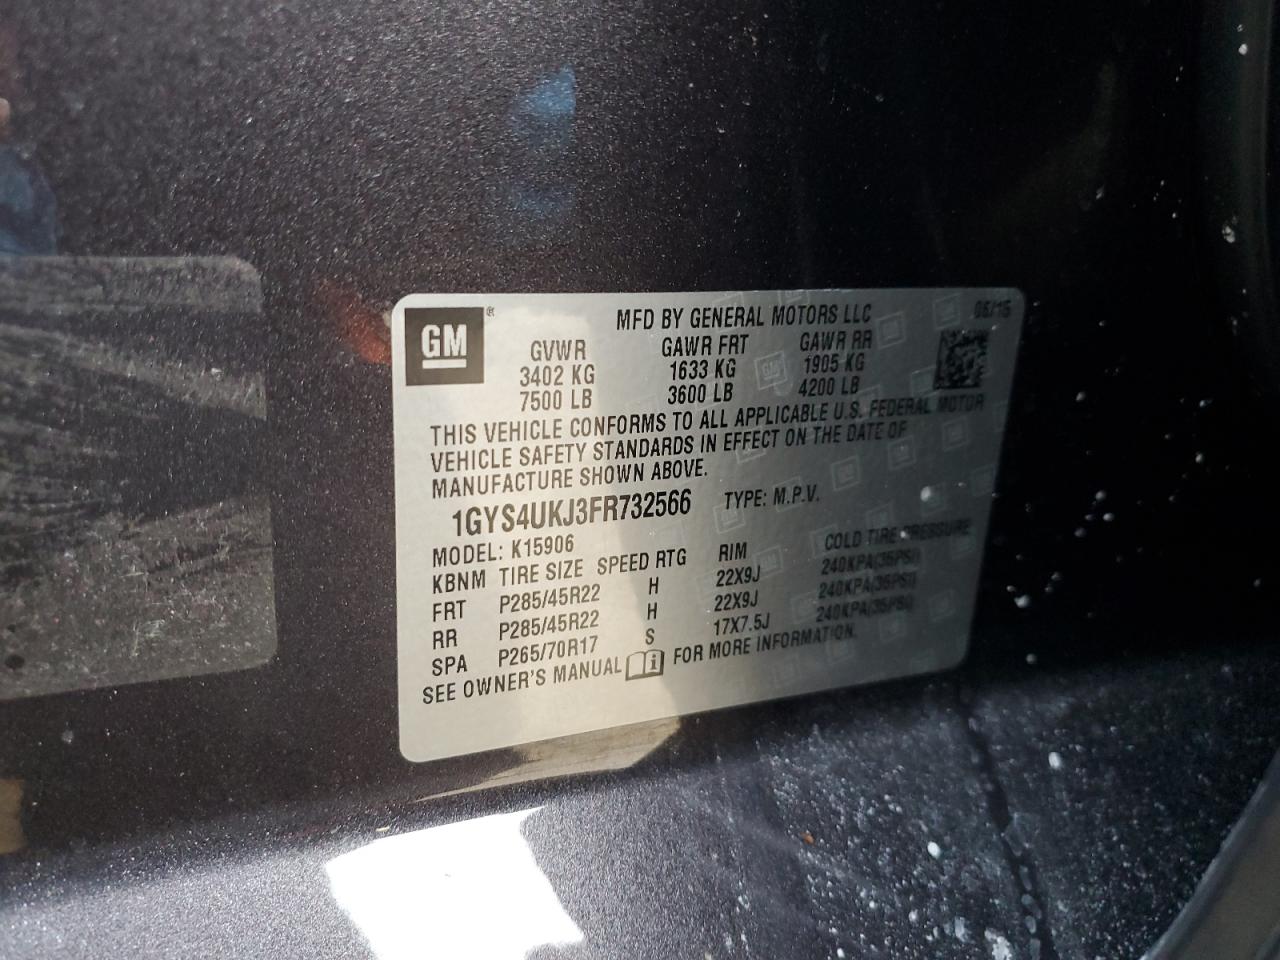 GM ®
MFD BY GENERAL MOTORS LLC 06/15
GVWR GAWR FRT GAWR RR
3402 KG 1633 KG 1905 KG
7500 LB 3600 LB 4200 LB
THIS VEHICLE CONFORMS TO ALL APPLICABLE U.S. FEDERAL MOTOR
VEHICLE SAFETY STANDARDS IN EFFECT ON THE DATE OF
MANUFACTURE SHOWN ABOVE.
1GYS4UKJ3FR732566 TYPE: M.P.V.
MODEL: K15906
KBNM TIRE SIZE SPEED RTG RIM COLD TIRE PRESSURE
FRT P285/45R22 H 22X9J 240KPA(35PSI)
RR P285/45R22 H 22X9J 240KPA(35PSI)
SPA P265/70R17 S 17X7.5J 240KPA(35PSI)
SEE OWNER'S MANUAL FOR MORE INFORMATION.